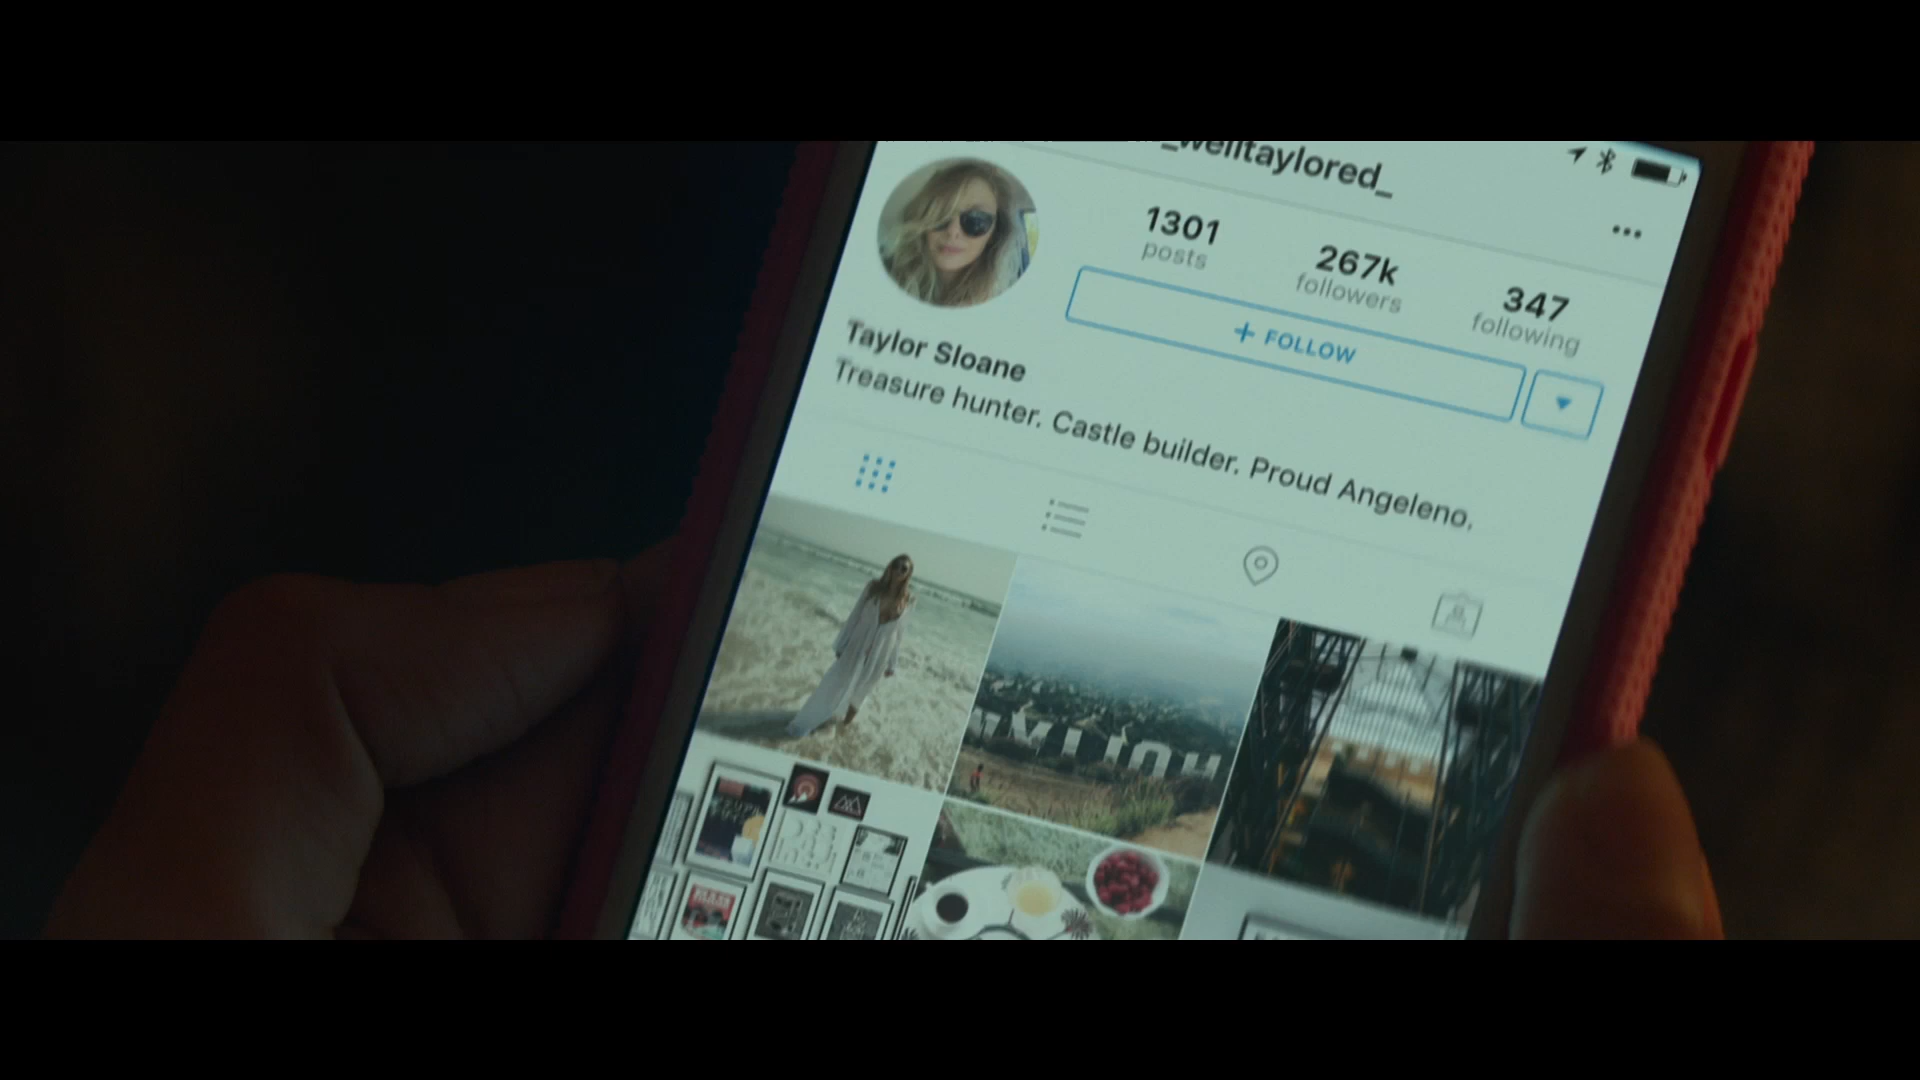 _welltaylored_
1301
posts
267k
followers
347
following
+ FOLLOW
Taylor Sloane
Treasure hunter. Castle builder. Proud Angeleno.